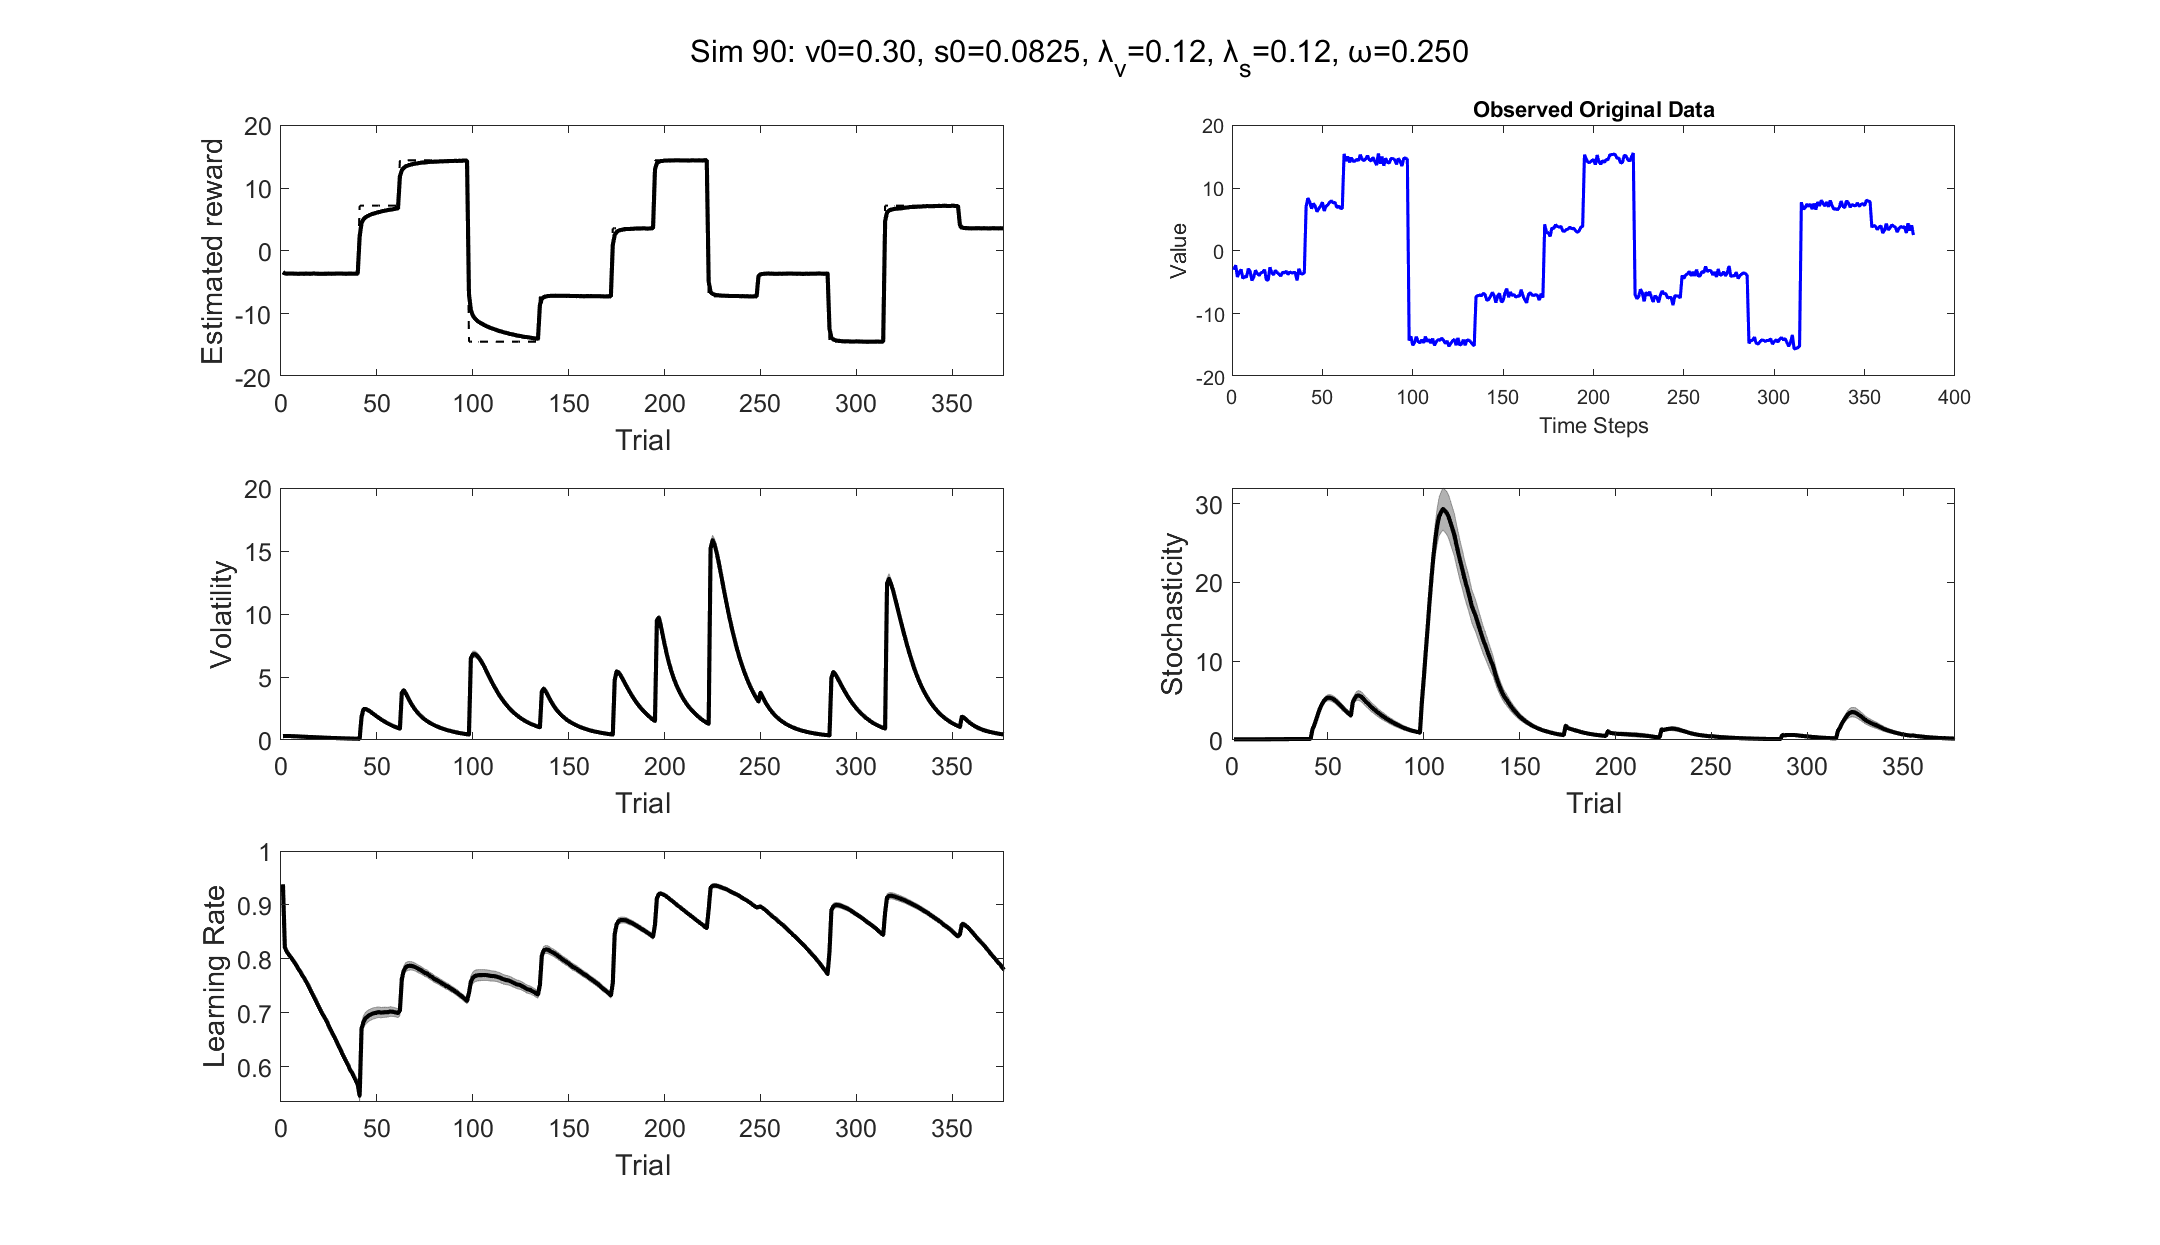 Sim 90: v0=0.30, s0=0.0825, λv=0.12, λs=0.12, ω=0.250
20
10
0
-10
-20
Estimated reward
0 50 100 150 200 250 300 350
Trial
Observed Original Data
20
10
0
-10
-20
Value
0 50 100 150 200 250 300 350 400
Time Steps
20
15
10
5
0
Volatility
0 50 100 150 200 250 300 350
Trial
30
20
10
0
Stochasticity
0 50 100 150 200 250 300 350
Trial
1
0.9
0.8
0.7
0.6
Learning Rate
0 50 100 150 200 250 300 350
Trial